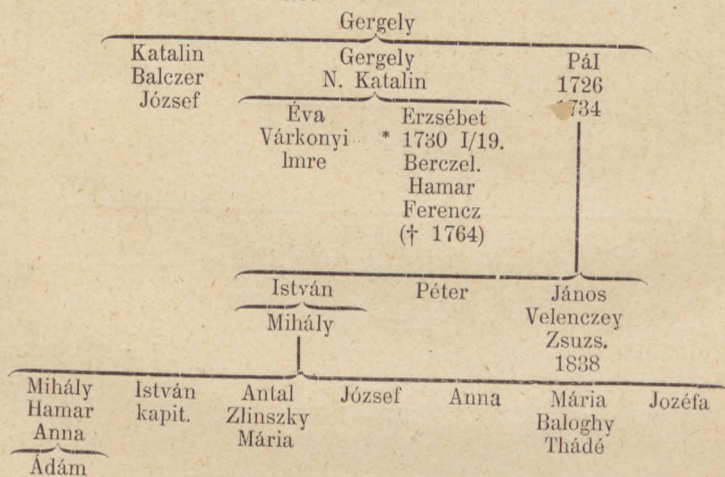 Gergely
Katalin
Balczer
József
Gergely
N. Katalin
Pál
1726
1734
Éva
Várkonyi
Imre
Erzsébet
* 1730 I/19.
Berczel.
Hamar
Ferencz
(† 1764)
István
Péter
János
Velenczey
Zsuzs.
1838
Mihály
Mihály
Hamar
Anna
István
kapit.
Antal
Zlinszky
Mária
József
Anna
Mária
Baloghy
Thádé
Jozéfa
Ádám